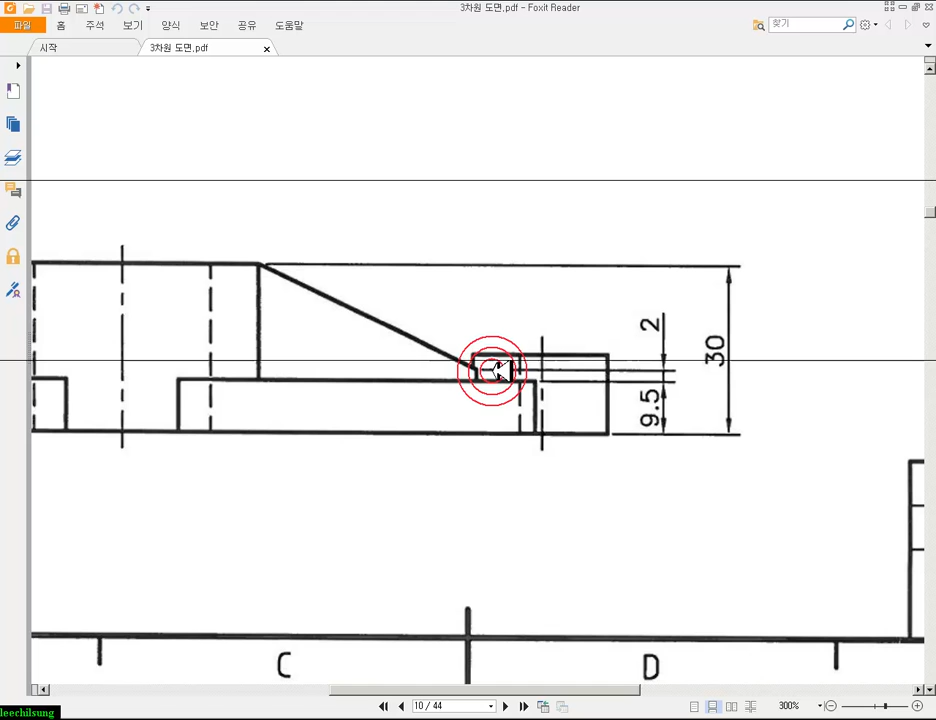 3차원 도면.pdf - Foxit Reader
파일 홈 주석 보기 양식 보안 공유 도움말 찾기
시작 3차원 도면.pdf
2
30
9.5
C D
10 / 44 300%
leechilsung